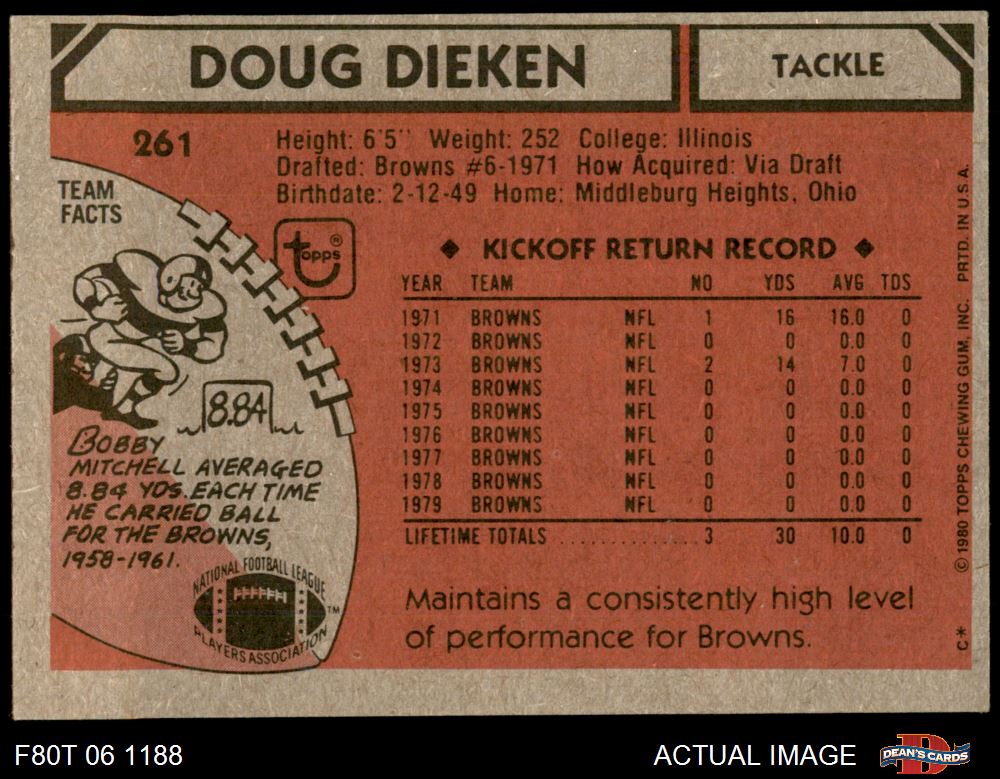 DOUG DIEKEN
TACKLE
261
Height: 6'5" Weight: 252 College: Illinois
Drafted: Browns #6-1971 How Acquired: Via Draft
Birthdate: 2-12-49 Home: Middleburg Heights, Ohio
TEAM
FACTS
topps®
◆ KICKOFF RETURN RECORD ◆
YEAR TEAM NO YDS AVG TDS
1971 BROWNS NFL 1 16 16.0 0
1972 BROWNS NFL 0 0 0.0 0
1973 BROWNS NFL 2 14 7.0 0
1974 BROWNS NFL 0 0 0.0 0
1975 BROWNS NFL 0 0 0.0 0
1976 BROWNS NFL 0 0 0.0 0
1977 BROWNS NFL 0 0 0.0 0
1978 BROWNS NFL 0 0 0.0 0
1979 BROWNS NFL 0 0 0.0 0
LIFETIME TOTALS .............. 3 30 10.0 0
8.84
BOBBY
MITCHELL AVERAGED
8.84 YDS. EACH TIME
HE CARRIED BALL
FOR THE BROWNS,
1958-1961.
NATIONAL FOOTBALL LEAGUE
PLAYERS ASSOCIATION
TM
Maintains a consistently high level
of performance for Browns.
C* © 1980 TOPPS CHEWING GUM, INC. PRTD. IN U.S.A.
F80T 06 1188
ACTUAL IMAGE
D
DEAN'S CARDS